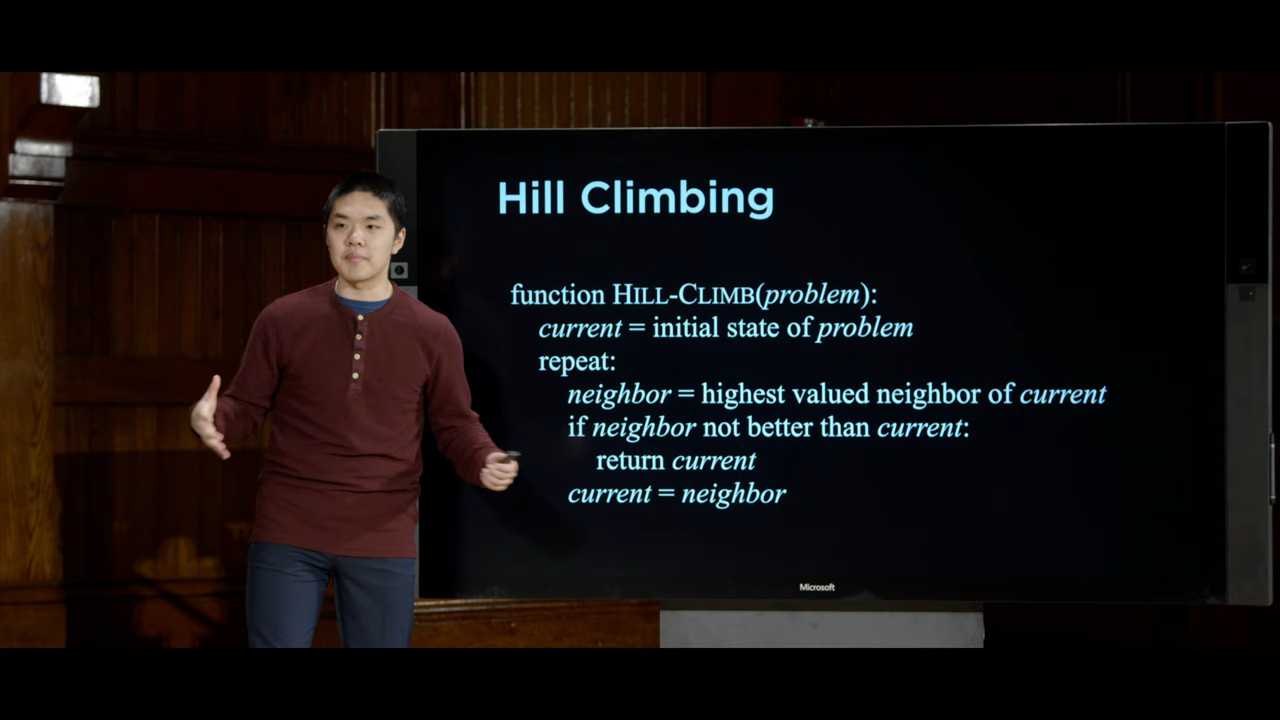 Hill Climbing
function HILL-CLIMB(problem):
current = initial state of problem
repeat:
neighbor = highest valued neighbor of current
if neighbor not better than current:
return current
current = neighbor
Microsoft